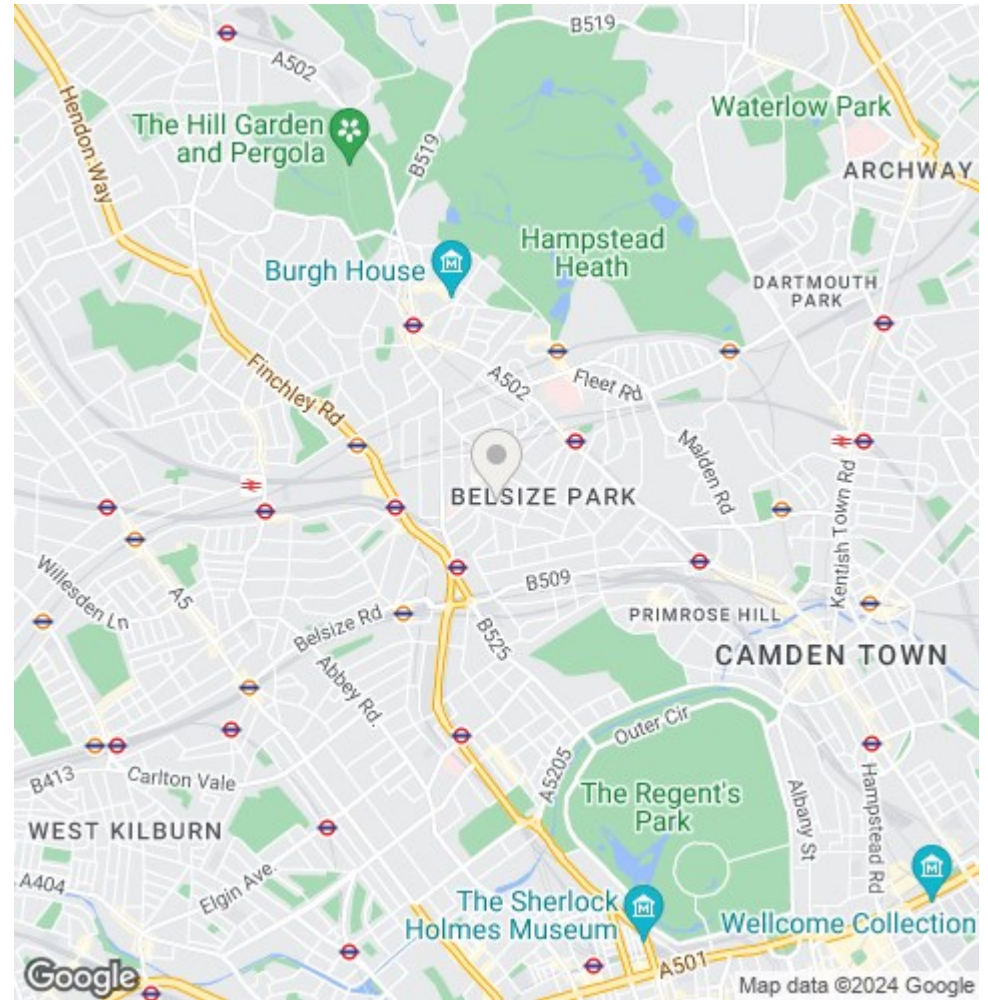 B519
A502
Hendon Way
The Hill Garden
and Pergola
B519
Waterlow Park
ARCHWAY
Hampstead
Heath
Burgh House
DARTMOUTH
PARK
Finchley Rd
A502
Fleet Rd
Malden Rd
BELSIZE PARK
Kentish Town Rd
Willesden Ln
A5
B509
Belsize Rd
B525
PRIMROSE HILL
CAMDEN TOWN
Abbey Rd.
Outer Cir
B413
Carlton Vale
A5205
The Regent's
Park
Albany St
Hampstead Rd
WEST KILBURN
A404
Elgin Ave.
The Sherlock
Holmes Museum
Wellcome Collection
A501
Google
Map data ©2024 Google